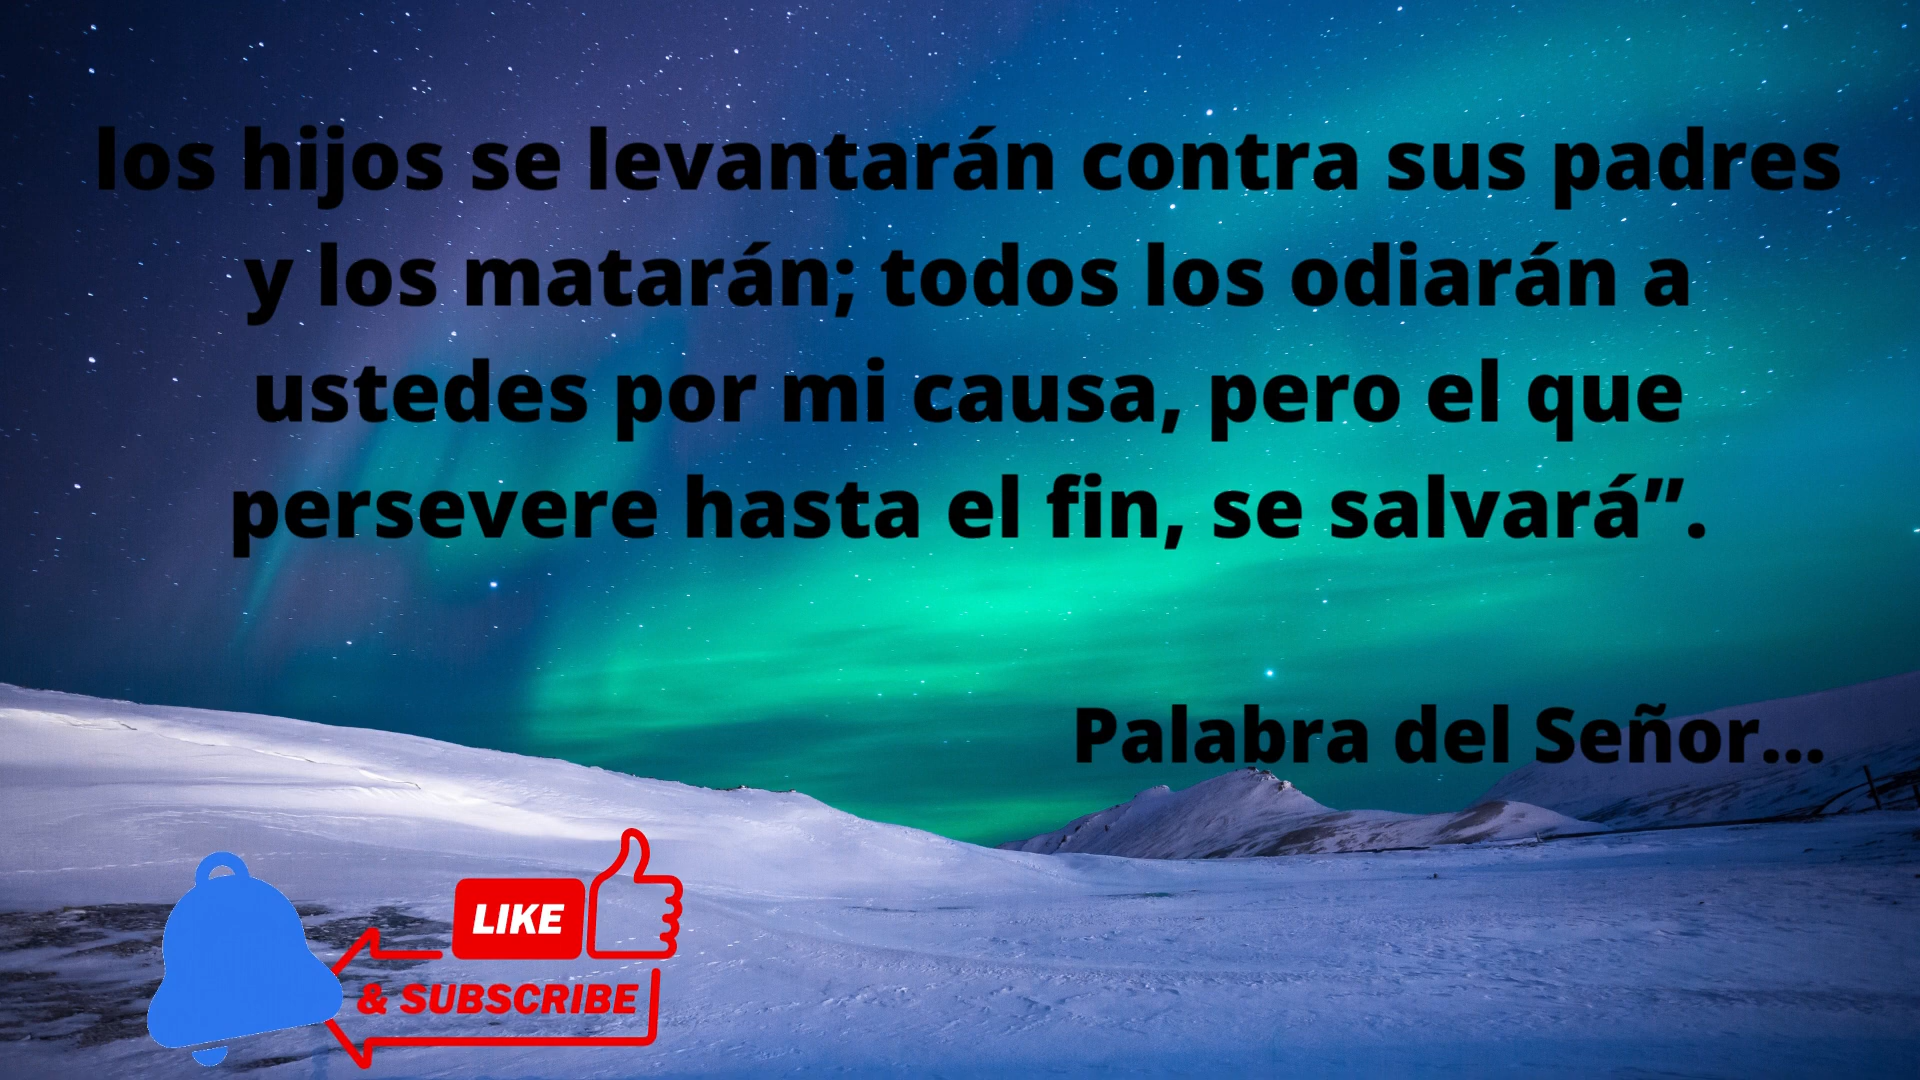 los hijos se levantarán contra sus padres
y los matarán; todos los odiarán a
ustedes por mi causa, pero el que
persevere hasta el fin, se salvará”.
Palabra del Señor...
LIKE
& SUBSCRIBE